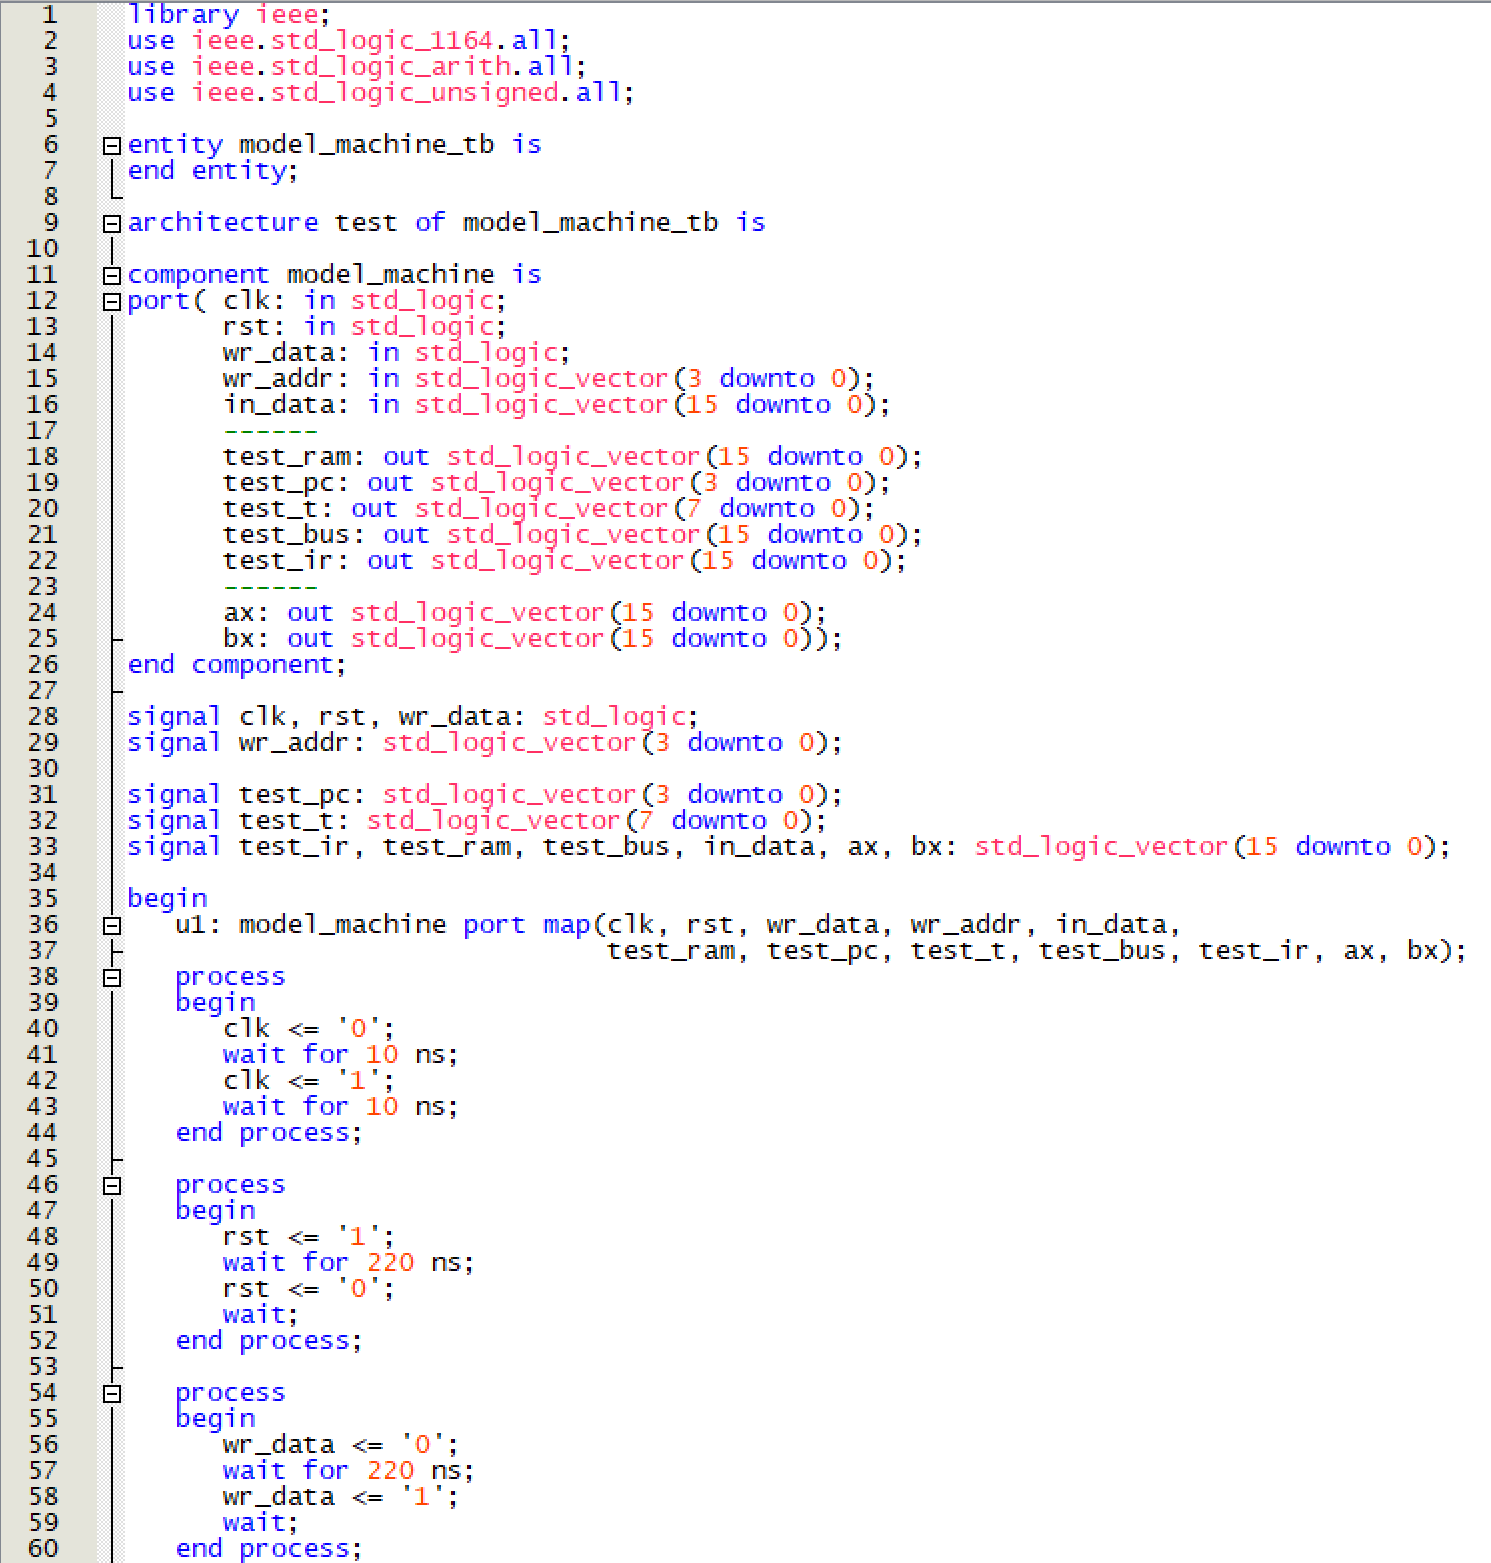 1 library ieee;
2 use ieee.std_logic_1164.all;
3 use ieee.std_logic_arith.all;
4 use ieee.std_logic_unsigned.all;
5
6 entity model_machine_tb is
7 end entity;
8
9 architecture test of model_machine_tb is
10
11 component model_machine is
12 port( clk: in std_logic;
13       rst: in std_logic;
14       wr_data: in std_logic;
15       wr_addr: in std_logic_vector(3 downto 0);
16       in_data: in std_logic_vector(15 downto 0);
17       ------
18       test_ram: out std_logic_vector(15 downto 0);
19       test_pc: out std_logic_vector(3 downto 0);
20       test_t: out std_logic_vector(7 downto 0);
21       test_bus: out std_logic_vector(15 downto 0);
22       test_ir: out std_logic_vector(15 downto 0);
23       ------
24       ax: out std_logic_vector(15 downto 0);
25       bx: out std_logic_vector(15 downto 0));
26 end component;
27
28 signal clk, rst, wr_data: std_logic;
29 signal wr_addr: std_logic_vector(3 downto 0);
30
31 signal test_pc: std_logic_vector(3 downto 0);
32 signal test_t: std_logic_vector(7 downto 0);
33 signal test_ir, test_ram, test_bus, in_data, ax, bx: std_logic_vector(15 downto 0);
34
35 begin
36    u1: model_machine port map(clk, rst, wr_data, wr_addr, in_data,
37                               test_ram, test_pc, test_t, test_bus, test_ir, ax, bx);
38    process
39    begin
40       clk <= '0';
41       wait for 10 ns;
42       clk <= '1';
43       wait for 10 ns;
44    end process;
45
46    process
47    begin
48       rst <= '1';
49       wait for 220 ns;
50       rst <= '0';
51       wait;
52    end process;
53
54    process
55    begin
56       wr_data <= '0';
57       wait for 220 ns;
58       wr_data <= '1';
59       wait;
60    end process;